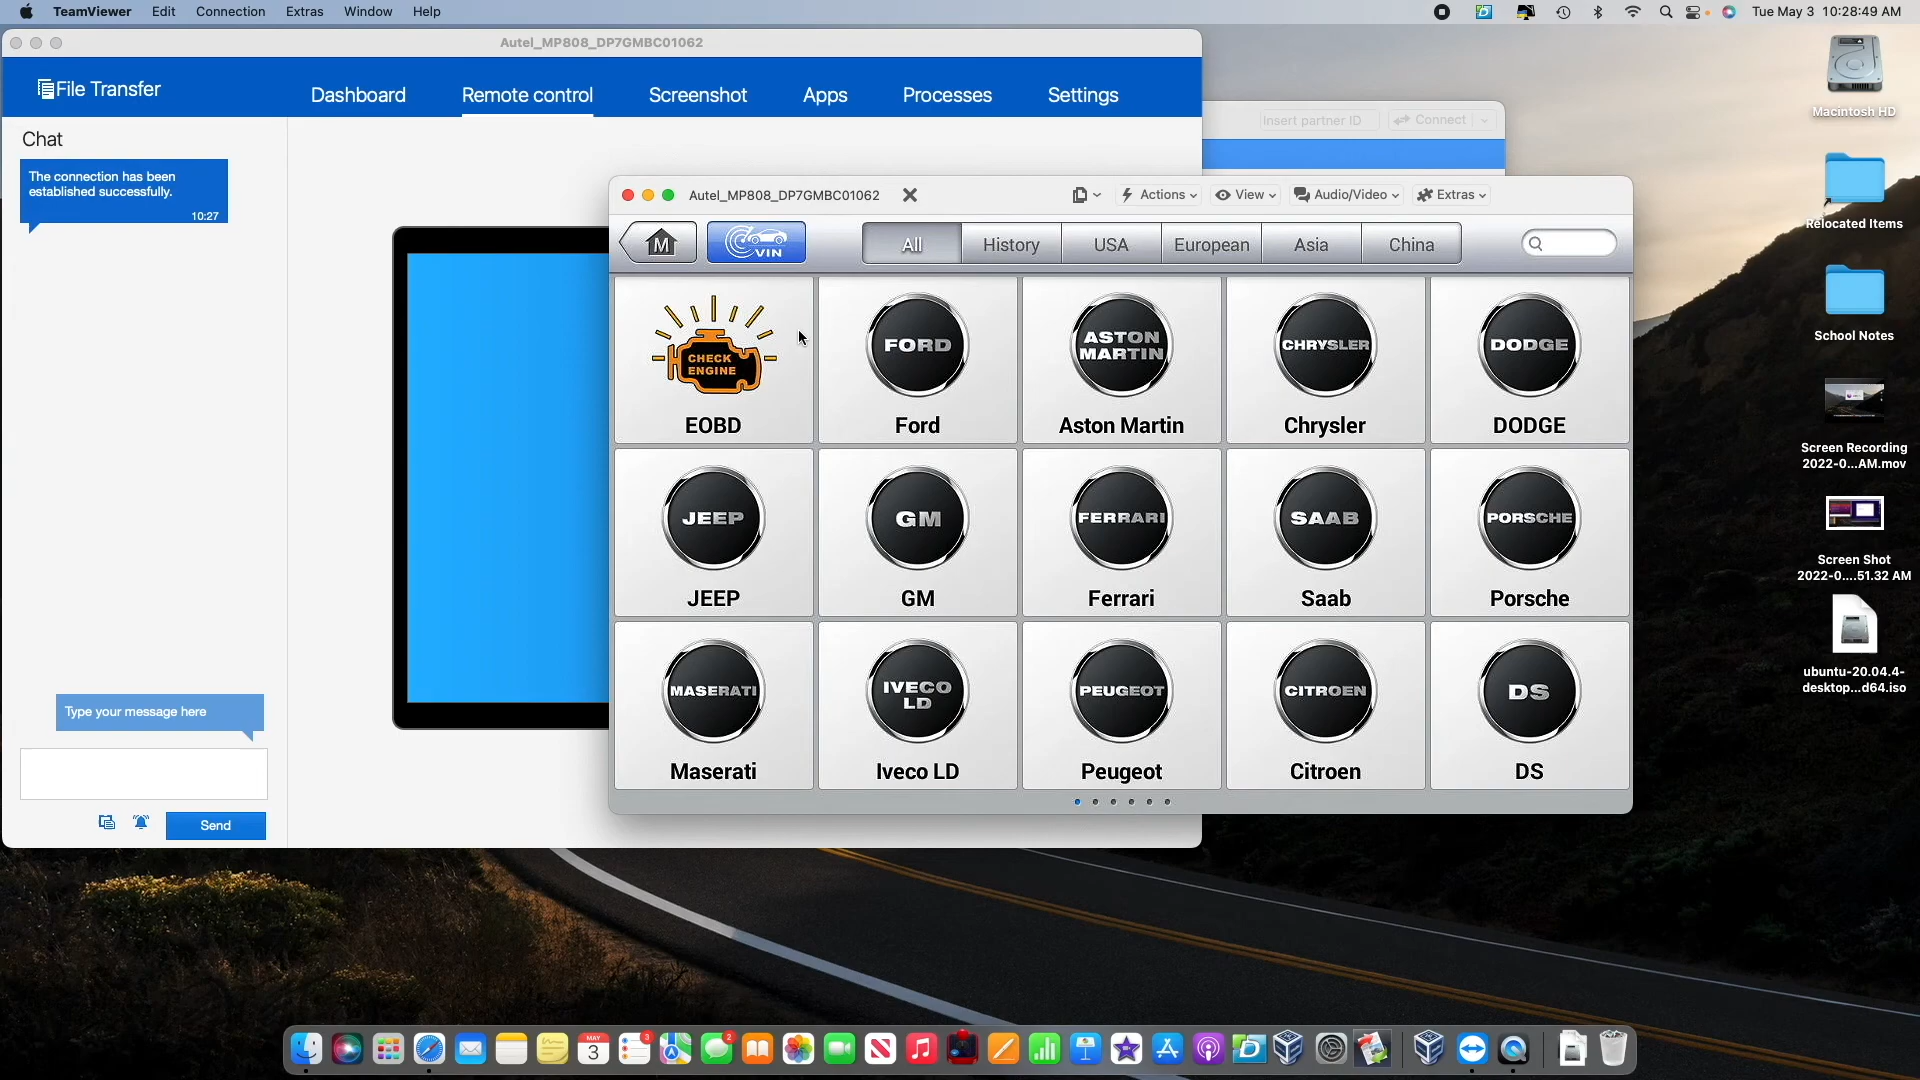 TeamViewer Edit Connection Extras Window Help
Tue May 3 10:28:49 AM
Autel_MP808_DP7GMBC01062
File Transfer
Dashboard Remote control Screenshot Apps Processes Settings
Chat
The connection has been
established successfully.
10:27
Type your message here
Send
Insert partner ID
Connect
Autel_MP808_DP7GMBC01062
Actions View Audio/Video Extras
M VIN All History USA European Asia China
CHECK
ENGINE
EOBD
FORD
Ford
ASTON
MARTIN
Aston Martin
CHRYSLER
Chrysler
DODGE
DODGE
JEEP
JEEP
GM
GM
FERRARI
Ferrari
SAAB
Saab
PORSCHE
Porsche
MASERATI
Maserati
IVECO
LD
Iveco LD
PEUGEOT
Peugeot
CITROEN
Citroen
DS
DS
Macintosh HD
Relocated Items
School Notes
Screen Recording
2022-0...AM.mov
Screen Shot
2022-0....51.32 AM
ubuntu-20.04.4-
desktop...d64.iso
MAY
3
3
2